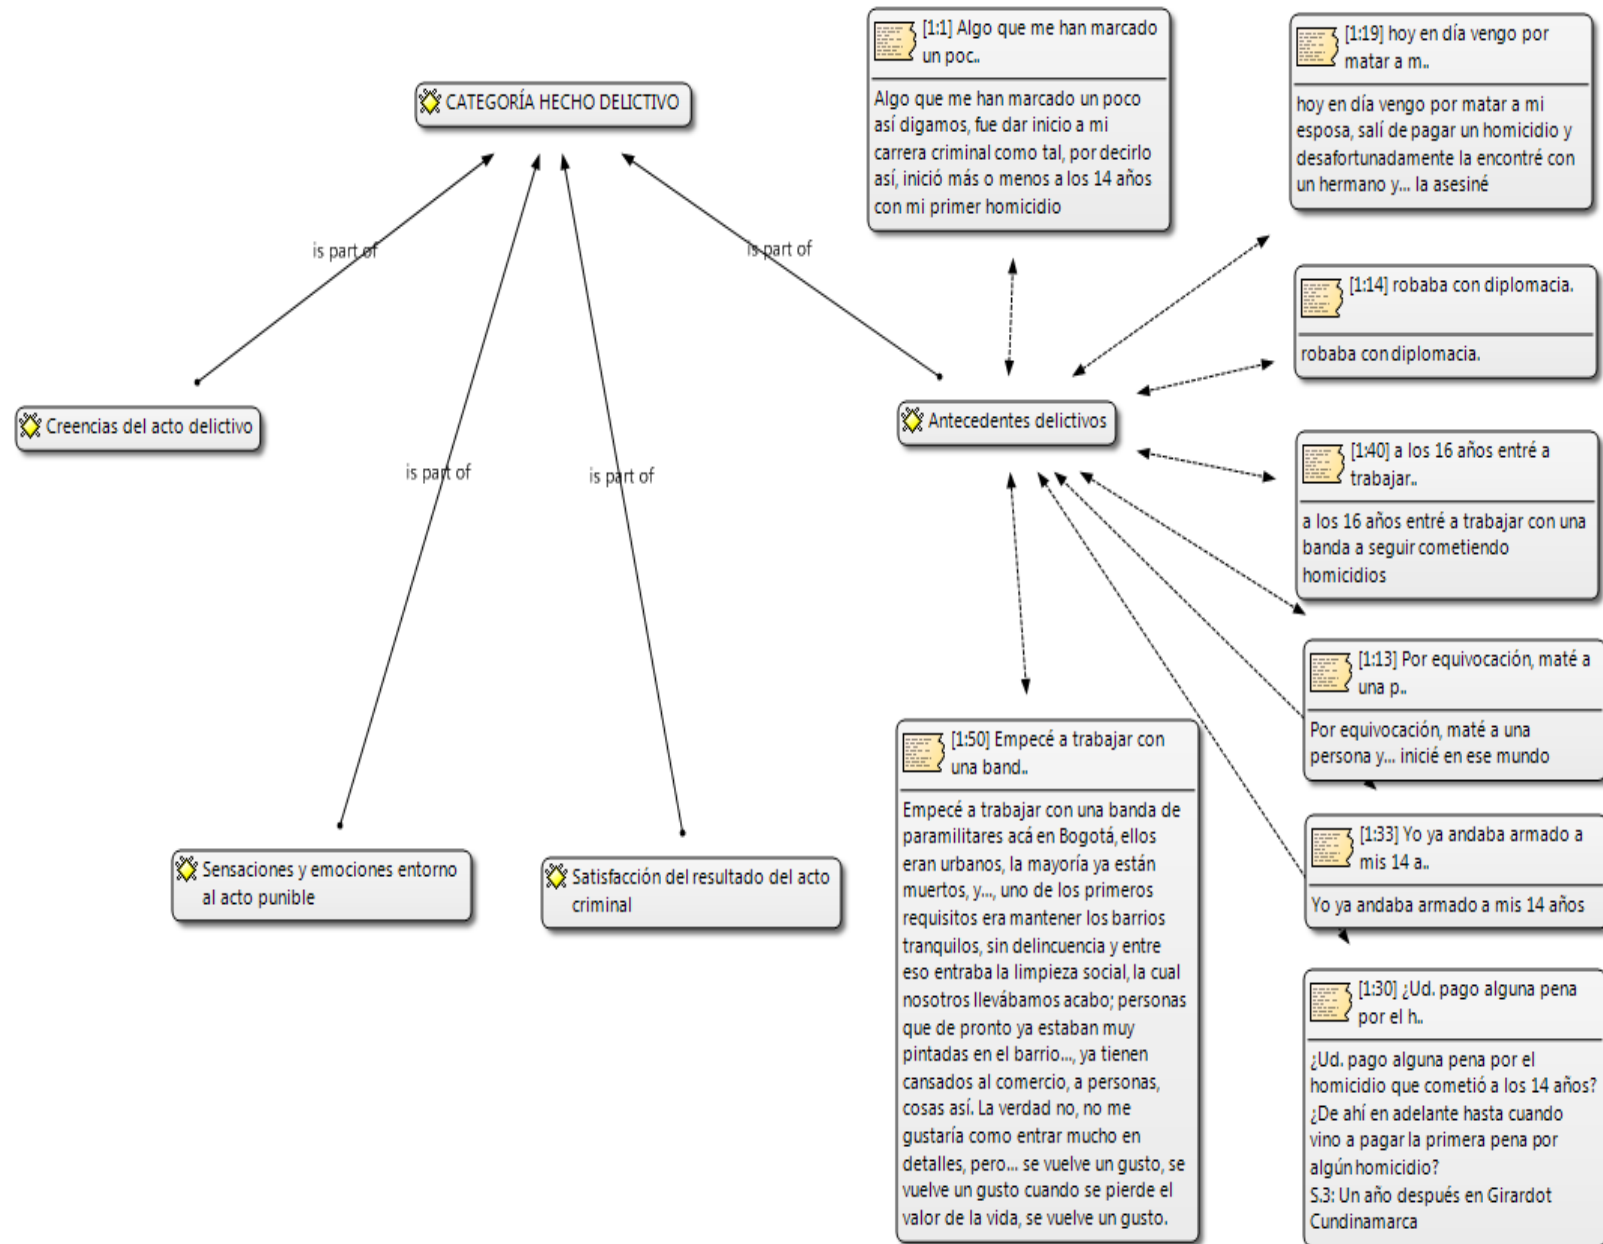 CATEGORÍA HECHO DELICTIVO
is part of
is part of
is part of
is part of
Creencias del acto delictivo
Sensaciones y emociones entorno
al acto punible
Satisfacción del resultado del acto
criminal
Antecedentes delictivos
[1:1] Algo que me han marcado
un poc..
Algo que me han marcado un poco
así digamos, fue dar inicio a mi
carrera criminal como tal, por decirlo
así, inició más o menos a los 14 años
con mi primer homicidio
[1:19] hoy en día vengo por
matar a m..
hoy en día vengo por matar a mi
esposa, salí de pagar un homicidio y
desafortunadamente la encontré con
un hermano y... la asesiné
[1:14] robaba con diplomacia.
robaba con diplomacia.
[1:40] a los 16 años entré a
trabajar..
a los 16 años entré a trabajar con una
banda a seguir cometiendo
homicidios
[1:13] Por equivocación, maté a
una p..
Por equivocación, maté a una
persona y... inicié en ese mundo
[1:33] Yo ya andaba armado a
mis 14 a..
Yo ya andaba armado a mis 14 años
[1:30] ¿Ud. pago alguna pena
por el h..
¿Ud. pago alguna pena por el
homicidio que cometió a los 14 años?
¿De ahí en adelante hasta cuando
vino a pagar la primera pena por
algún homicidio?
S.3: Un año después en Girardot
Cundinamarca
[1:50] Empecé a trabajar con
una band..
Empecé a trabajar con una banda de
paramilitares acá en Bogotá, ellos
eran urbanos, la mayoría ya están
muertos, y..., uno de los primeros
requisitos era mantener los barrios
tranquilos, sin delincuencia y entre
eso entraba la limpieza social, la cual
nosotros llevábamos acabo; personas
que de pronto ya estaban muy
pintadas en el barrio..., ya tienen
cansados al comercio, a personas,
cosas así. La verdad no, no me
gustaría como entrar mucho en
detalles, pero... se vuelve un gusto, se
vuelve un gusto cuando se pierde el
valor de la vida, se vuelve un gusto.